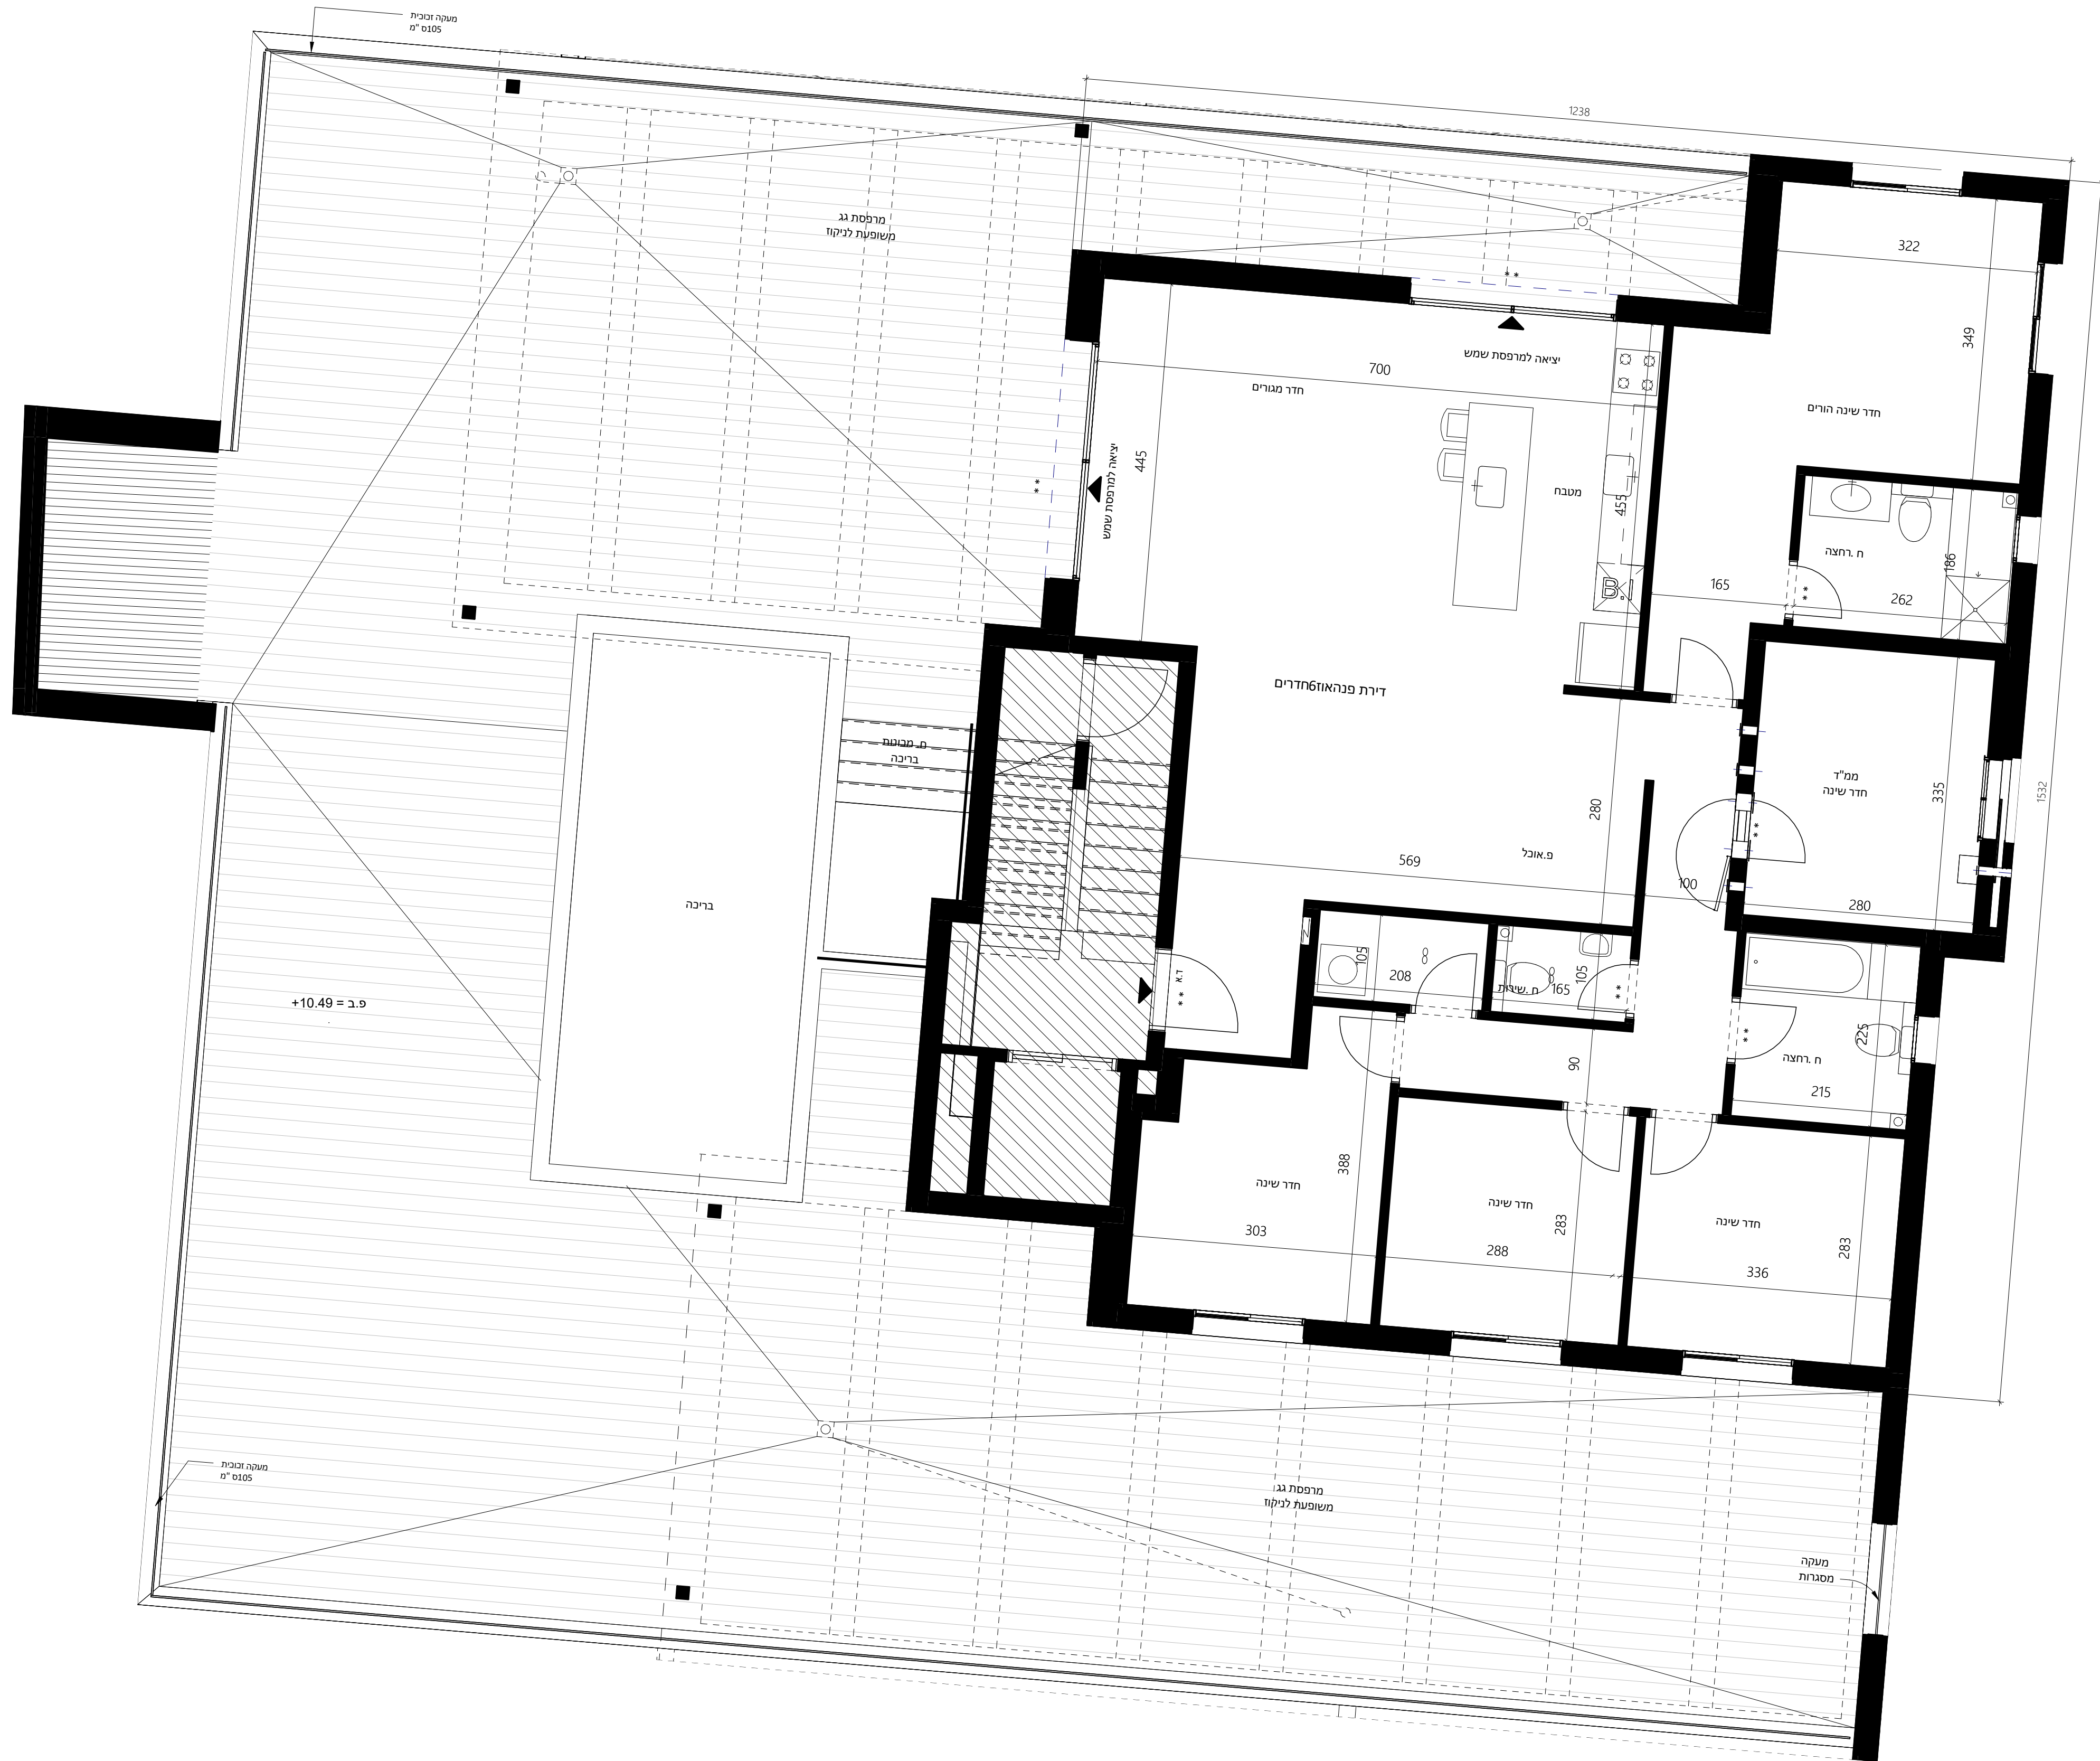 מעקה זכוכית
105ס "מ
1238
מרפסת גג
משופעת לניקוז
322
349
* *
יציאה למרפסת שמש
700
חדר מגורים
חדר שינה הורים
445
יציאה למרפסת שמש
* *
מטבח
455
ח .רחצה
186
165
* *
262
דירת פנהאוז6חדרים
ח. מכונות
בריכה
ממ"ד
חדר שינה
335
1532
280
* *
פ.אוכל
569
100
280
בריכה
105
208
105
ח .שירות
165
* *
א.ד
* *
225
* *
ח .רחצה
215
90
פ.ב = 10.49+
388
חדר שינה
303
חדר שינה
283
288
חדר שינה
283
336
מעקה זכוכית
105ס "מ
מרפסת גג
משופעת לניקוז
מעקה
מסגרות